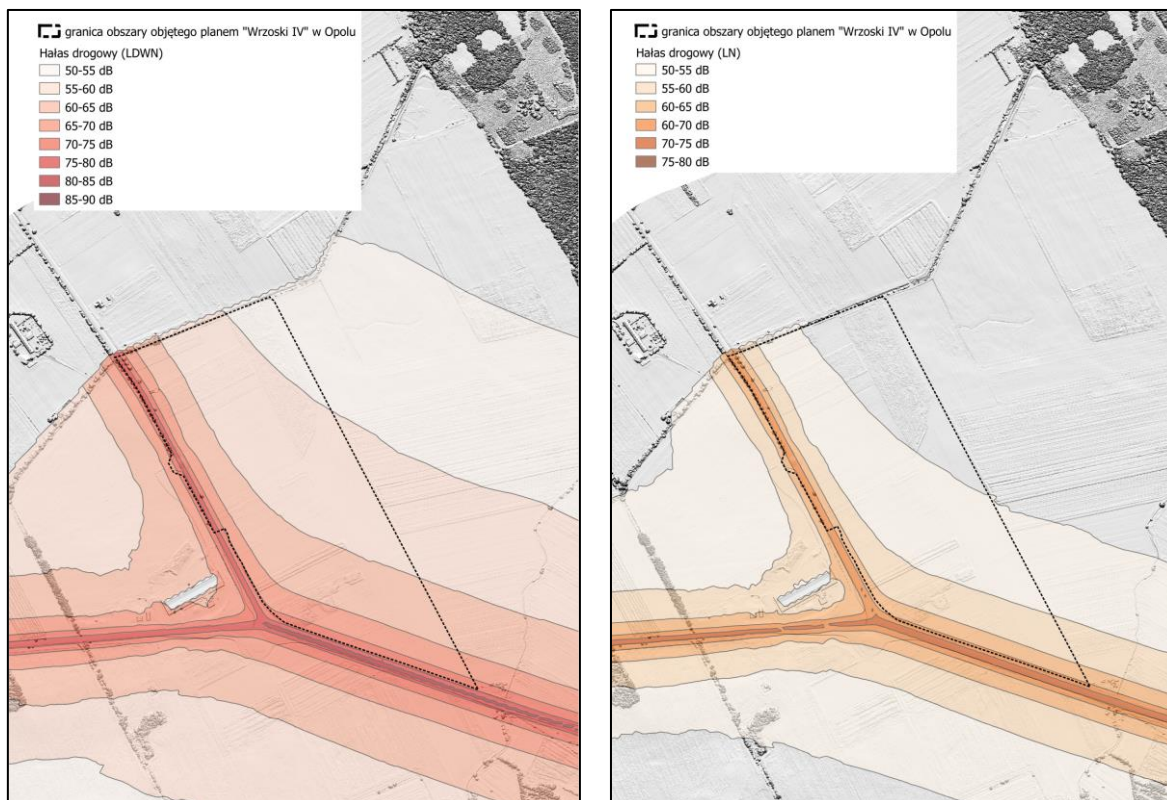 granica obszary objętego planem "Wrzoski IV" w Opolu
Hałas drogowy (LDWN)
50-55 dB
55-60 dB
60-65 dB
65-70 dB
70-75 dB
75-80 dB
80-85 dB
85-90 dB
granica obszary objętego planem "Wrzoski IV" w Opolu
Hałas drogowy (LN)
50-55 dB
55-60 dB
60-65 dB
60-70 dB
70-75 dB
75-80 dB